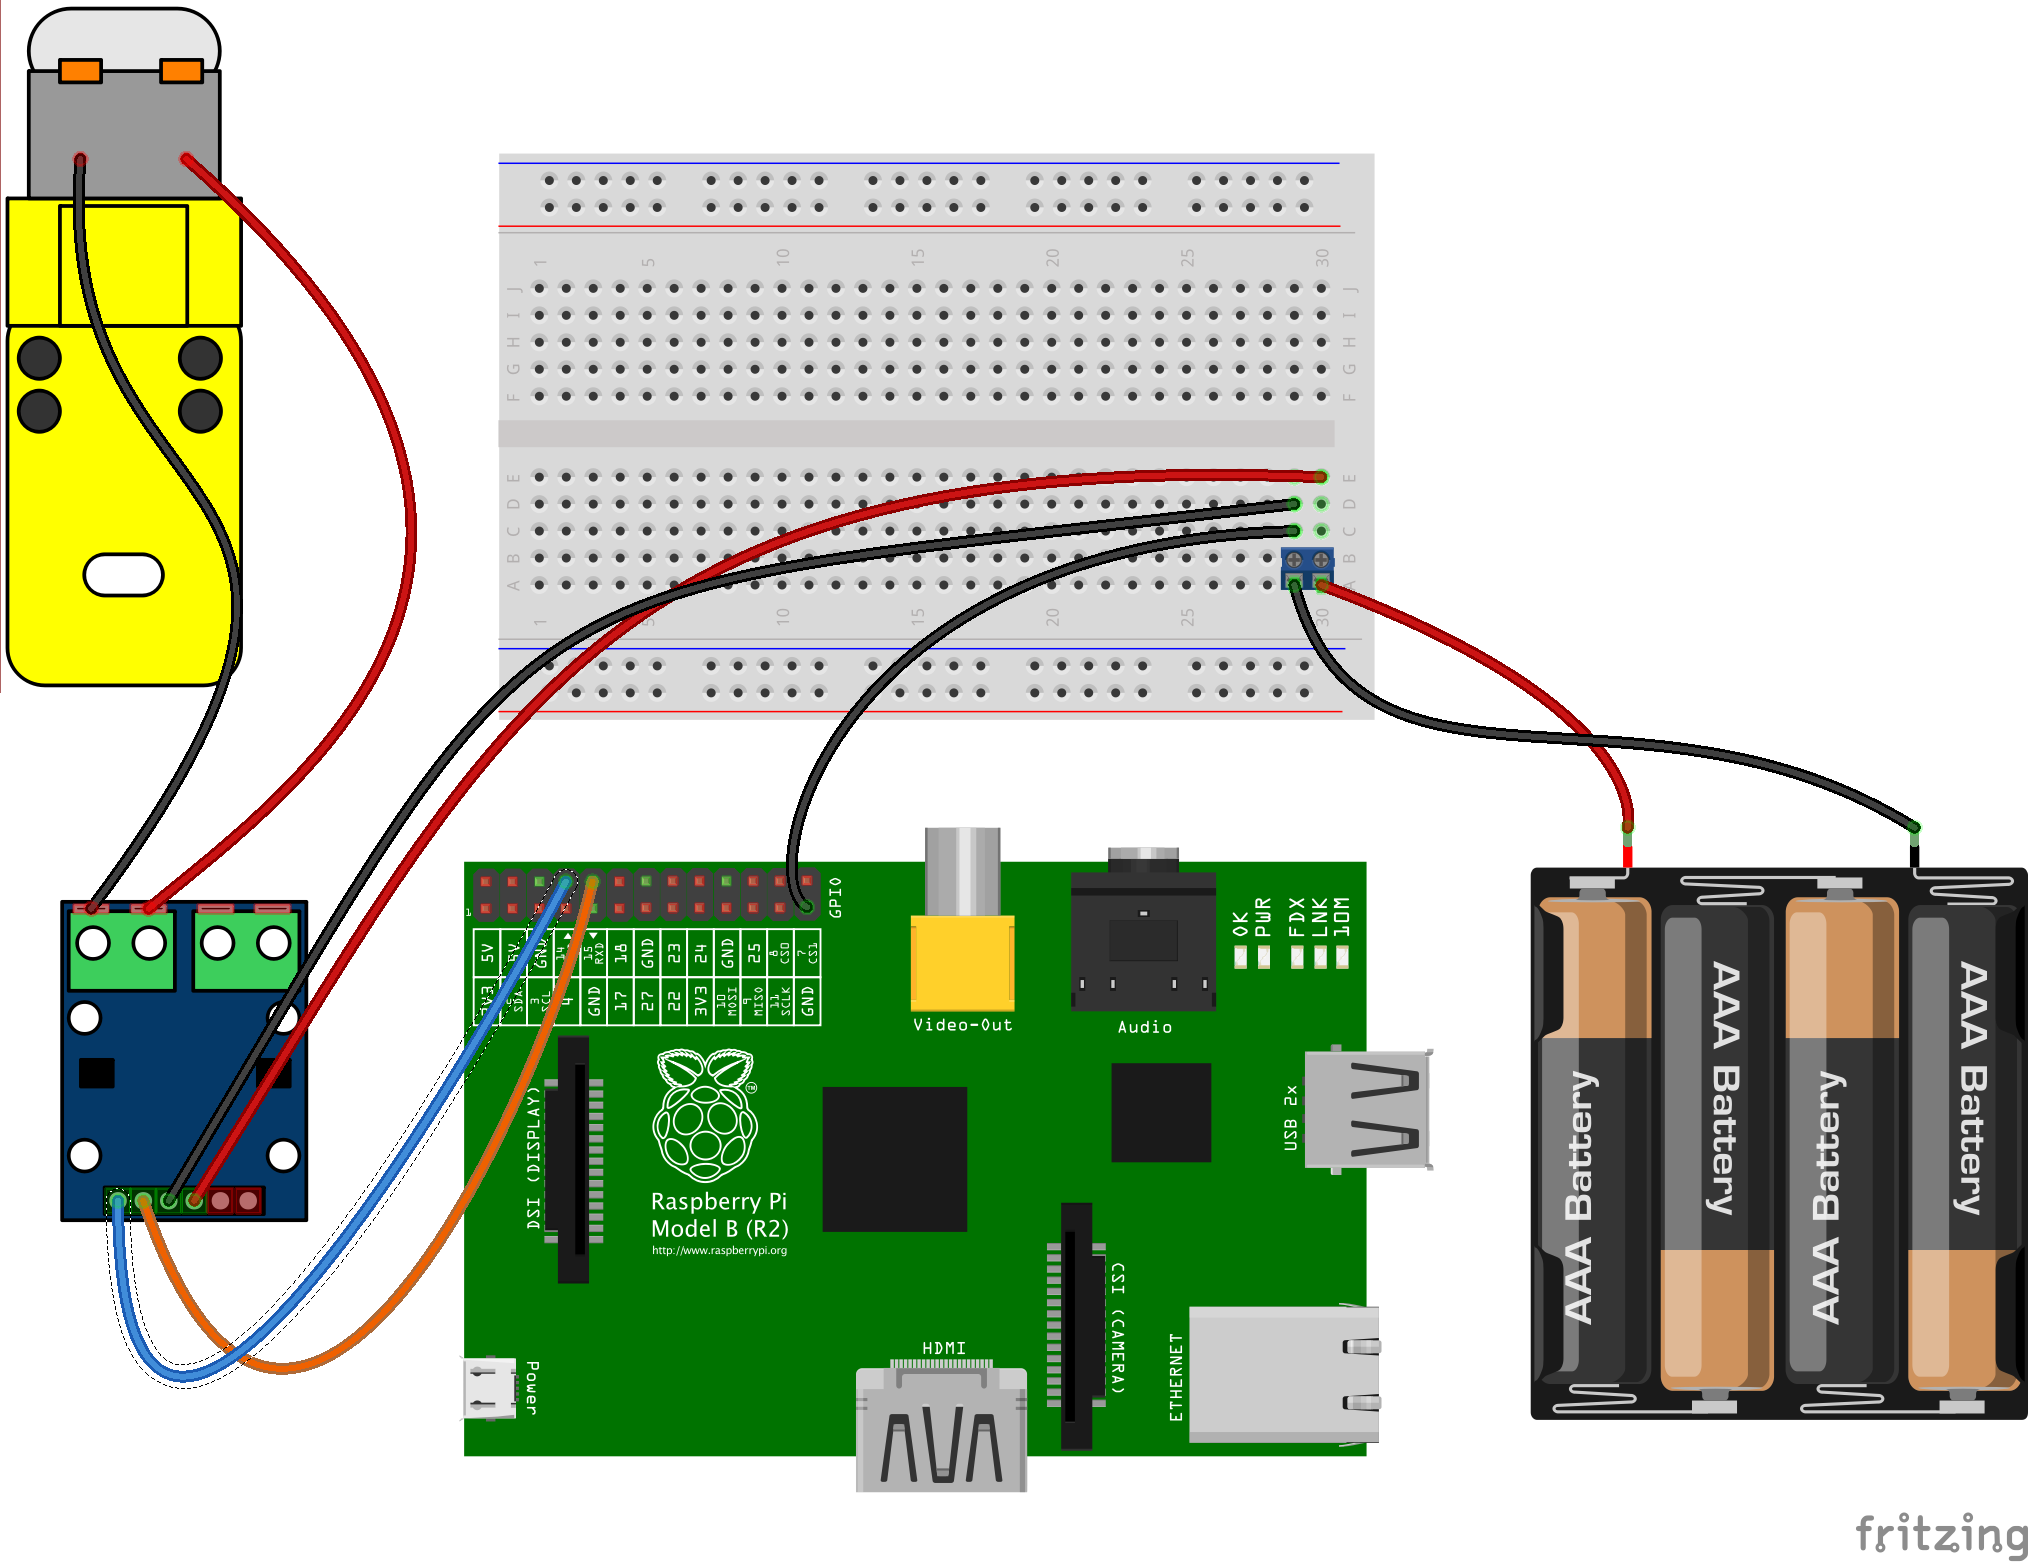 1 5 10 15 20 25 30
J J
I I
H H
G G
F F
E E
D D
C C
B B
A A
1 5 10 15 20 25 30
GPIO
1
5V 5V GND 14 15 RXD 18 GND 23 24 GND 25 8 CS0 7 CS1
3V3 2 SDA 3 SCL 4 GND 17 27 22 3V3 10 MOSI 9 MISO 11 SCLK GND
Video-Out
Audio
OK
PWR
FDX
LNK
10M
USB 2x
DSI (DISPLAY)
TM
Raspberry Pi
Model B (R2)
http://www.raspberrypi.org
CSI (CAMERA)
HDMI
ETHERNET
Power
AAA Battery
AAA Battery
AAA Battery
AAA Battery
fritzing